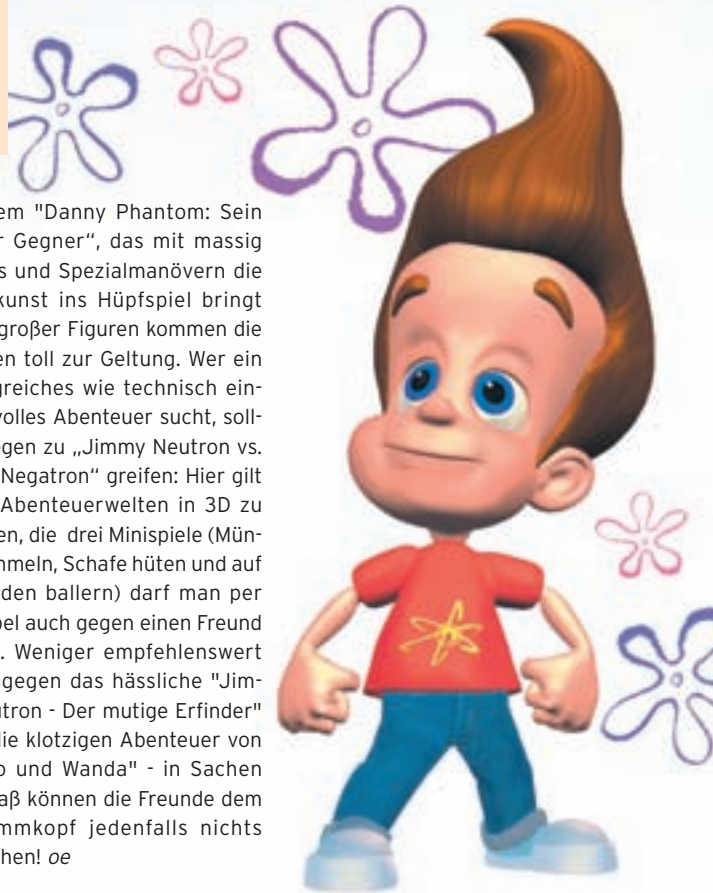 em "Danny Phantom: Sein
r Gegner“, das mit massig
s und Spezialmanövern die
kunst ins Hüpfspiel bringt
großer Figuren kommen die
en toll zur Geltung. Wer ein
greiches wie technisch ein-
volles Abenteuer sucht, soll-
egen zu „Jimmy Neutron vs.
Negatron“ greifen: Hier gilt
Abenteuerwelten in 3D zu
en, die drei Minispiele (Mün-
mmeln, Schafe hüten und auf
den ballern) darf man per
bel auch gegen einen Freund
. Weniger empfehlenswert
gegen das hässliche "Jim-
utron - Der mutige Erfinder"
die klotzigen Abenteuer von
o und Wanda" - in Sachen
aß können die Freunde dem
mmkopf jedenfalls nichts
hen! oe